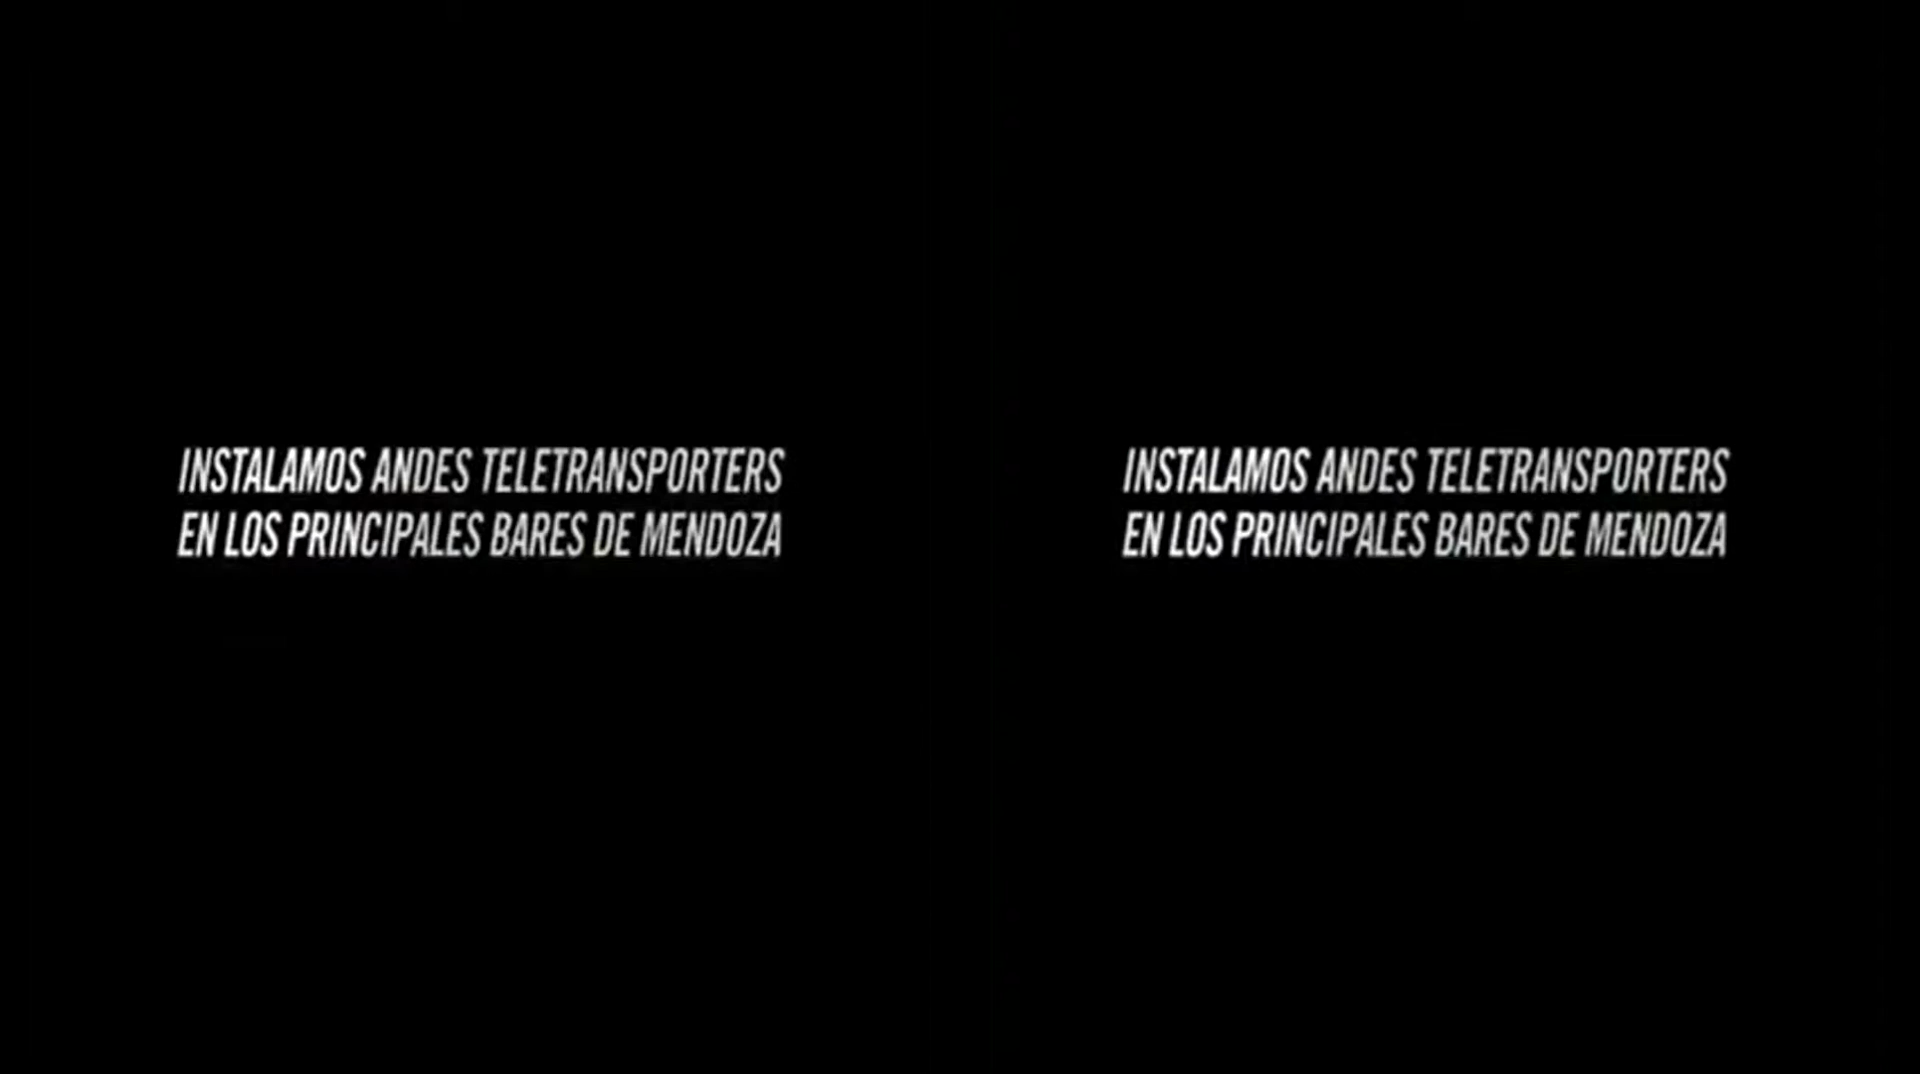 INSTALAMOS ANDES TELETRANSPORTERS
EN LOS PRINCIPALES BARES DE MENDOZA
INSTALAMOS ANDES TELETRANSPORTERS
EN LOS PRINCIPALES BARES DE MENDOZA